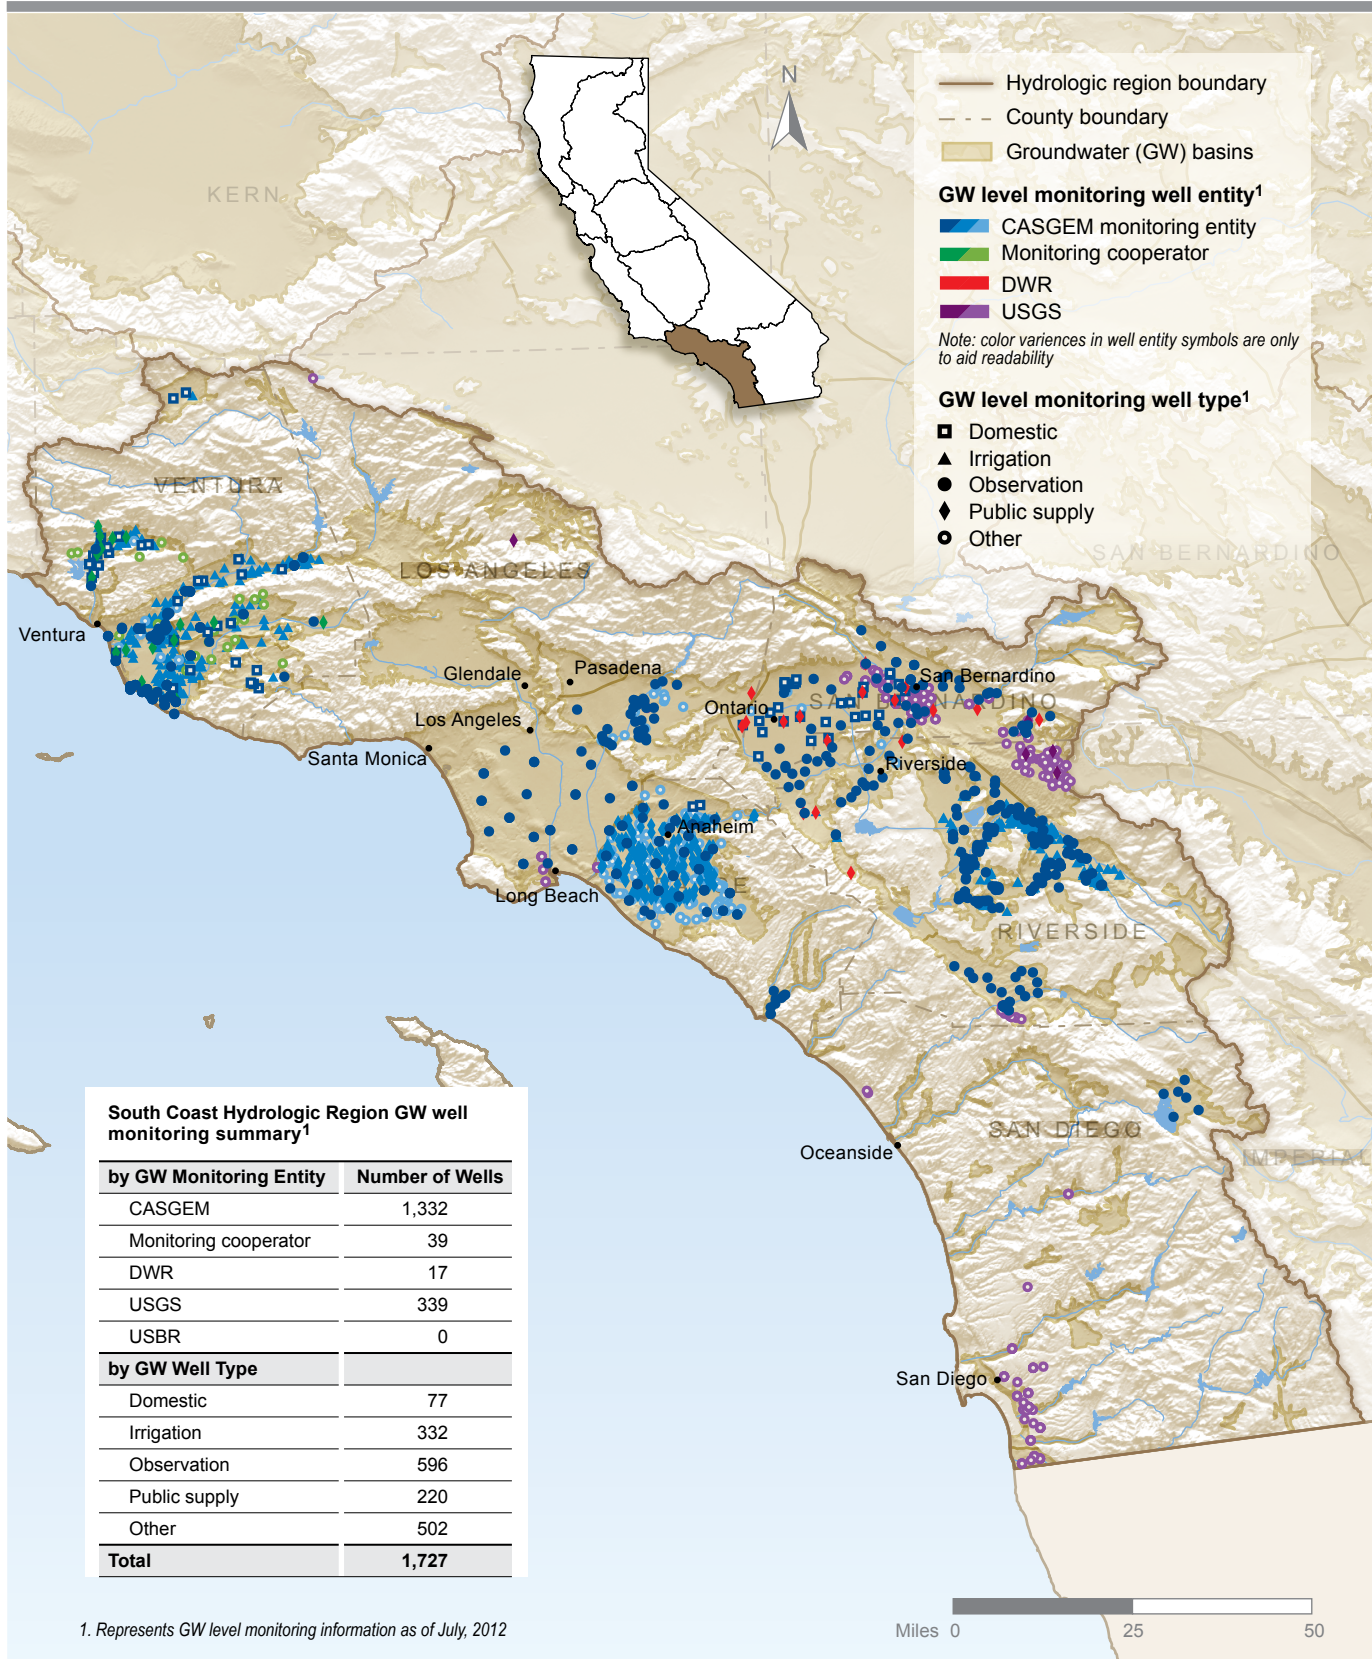 N
Hydrologic region boundary
County boundary
Groundwater (GW) basins
GW level monitoring well entity1
CASGEM monitoring entity
Monitoring cooperator
DWR
USGS
Note: color variances in well entity symbols are only
to aid readability
GW level monitoring well type1
Domestic
Irrigation
Observation
Public supply
Other
KERN
VENTURA
LOS ANGELES
SAN BERNARDINO
Ventura
Glendale
Pasadena
Los Angeles
Santa Monica
Ontario
San Bernardino
SAN BERNARDINO
Riverside
Anaheim
E
Long Beach
RIVERSIDE
SAN DIEGO
IMPERIAL
Oceanside
San Diego
South Coast Hydrologic Region GW well
monitoring summary1
by GW Monitoring Entity Number of Wells
CASGEM 1,332
Monitoring cooperator 39
DWR 17
USGS 339
USBR 0
by GW Well Type
Domestic 77
Irrigation 332
Observation 596
Public supply 220
Other 502
Total 1,727
1. Represents GW level monitoring information as of July, 2012
Miles 0 25 50